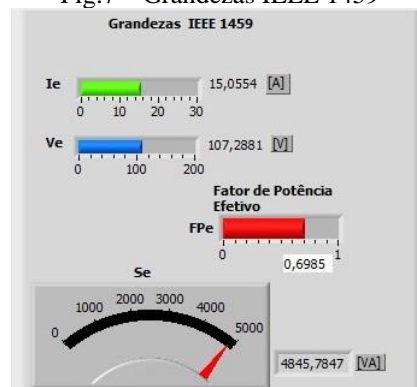 Fig.7 – Grandezas IEEE 1459
Grandezas IEEE 1459
Ie 15,0554 [A]
0 10 20 30
Ve 107,2881 [V]
0 100 200
Fator de Potência
Efetivo
FPe
0 1
0,6985
Se
0 1000 2000 3000 4000 5000
4845,7847 [VA]